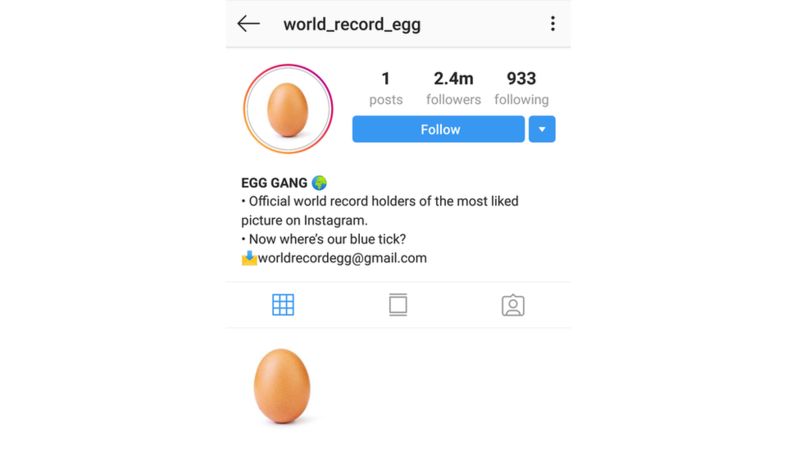 world_record_egg
1 2.4m 933
posts followers following
Follow
EGG GANG 🌍
• Official world record holders of the most liked
picture on Instagram.
• Now where's our blue tick?
📩worldrecordegg@gmail.com